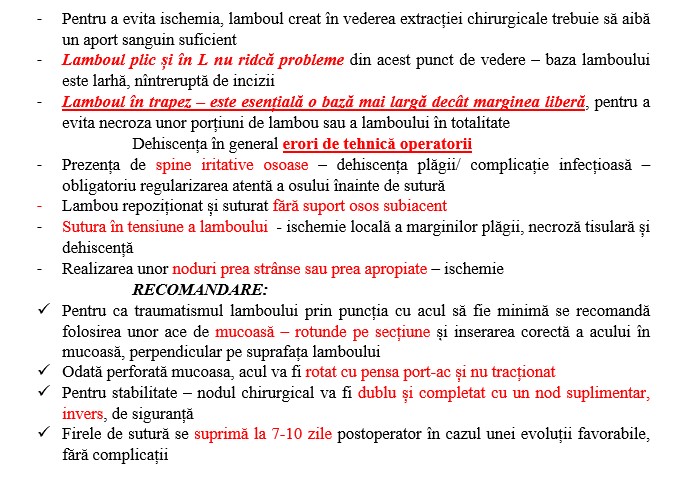 - Pentru a evita ischemia, lamboul creat în vederea extracției chirurgicale trebuie să aibă
un aport sanguin suficient
- Lamboul plic și în L nu ridcă probleme din acest punct de vedere – baza lamboului
este larhă, nîntreruptă de incizii
- Lamboul în trapez – este esențială o bază mai largă decât marginea liberă, pentru a
evita necroza unor porțiuni de lambou sau a lamboului în totalitate
Dehiscența în general erori de tehnică operatorii
- Prezența de spine iritative osoase – dehiscența plăgii/ complicație infecțioasă –
obligatoriu regularizarea atentă a osului înainte de sutură
- Lambou repoziționat și suturat fără suport osos subiacent
- Sutura în tensiune a lamboului - ischemie locală a marginilor plăgii, necroză tisulară și
dehiscență
- Realizarea unor noduri prea strânse sau prea apropiate – ischemie
RECOMANDARE:
✓ Pentru ca traumatismul lamboului prin puncția cu acul să fie minimă se recomandă
folosirea unor ace de mucoasă – rotunde pe secțiune și inserarea corectă a acului în
mucoasă, perpendicular pe suprafața lamboului
✓ Odată perforată mucoasa, acul va fi rotat cu pensa port-ac și nu tracționat
✓ Pentru stabilitate – nodul chirurgical va fi dublu și completat cu un nod suplimentar,
invers, de siguranță
✓ Firele de sutură se suprimă la 7-10 zile postoperator în cazul unei evoluții favorabile,
fără complicații